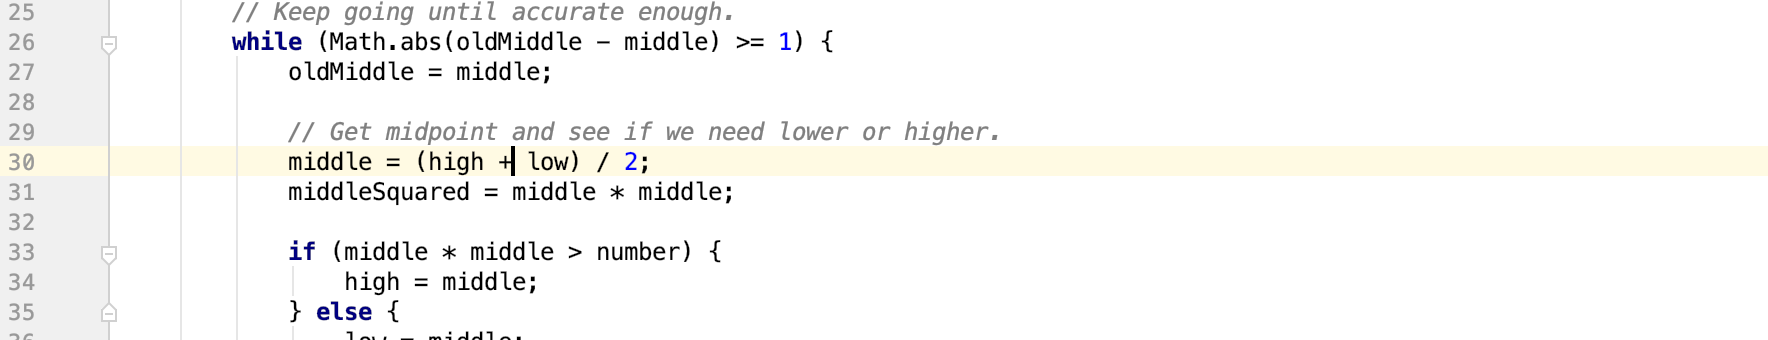 25 // Keep going until accurate enough.
26 while (Math.abs(oldMiddle - middle) >= 1) {
27 oldMiddle = middle;
28
29 // Get midpoint and see if we need lower or higher.
30 middle = (high + low) / 2;
31 middleSquared = middle * middle;
32
33 if (middle * middle > number) {
34 high = middle;
35 } else {
36 low = middle;